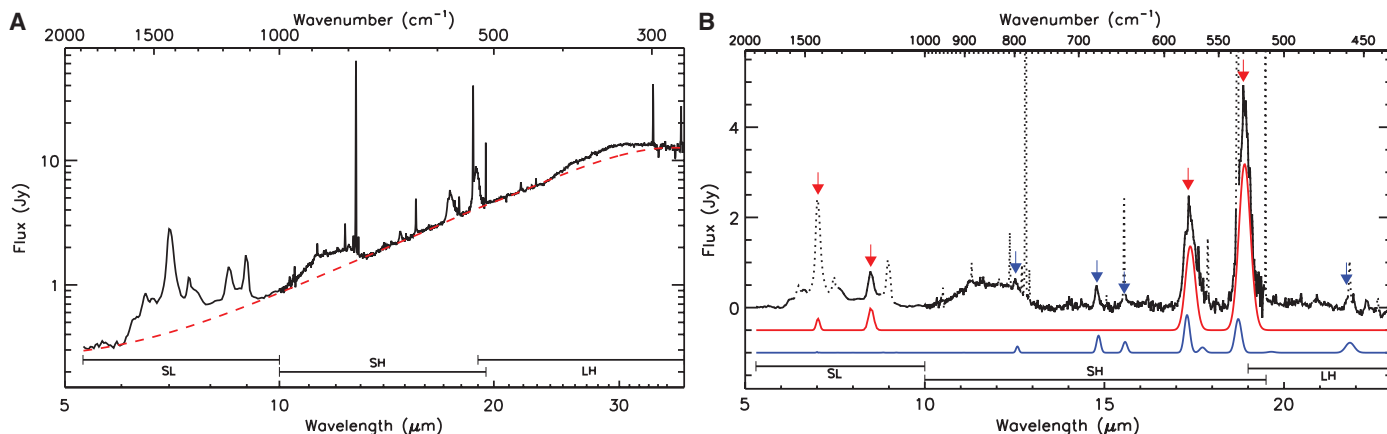 A
Wavenumber (cm⁻¹)
2000 1500 1000 500 300
Flux (Jy)
10
1
SL SH LH
5 10 20 30
Wavelength (μm)
B
Wavenumber (cm⁻¹)
2000 1500 1000 900 800 700 600 550 500 450
Flux (Jy)
4
2
0
SL SH LH
5 10 15 20
Wavelength (μm)